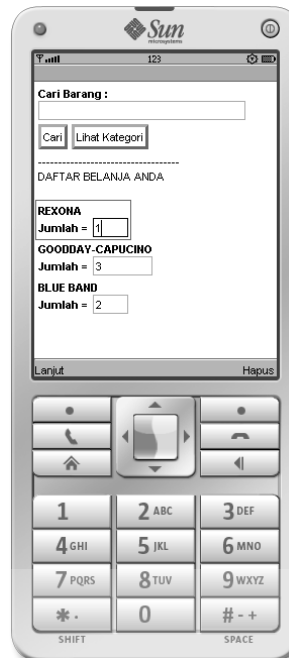 Sun
microsystems
123
Cari Barang :
Cari Lihat Kategori
------------------------------------
DAFTAR BELANJA ANDA
REXONA
Jumlah = 1
GOODDAY-CAPUCINO
Jumlah = 3
BLUE BAND
Jumlah = 2
Lanjut Hapus
1 2 ABC 3 DEF
4 GHI 5 JKL 6 MNO
7 PQRS 8 TUV 9 WXYZ
* . 0 # - +
SHIFT SPACE